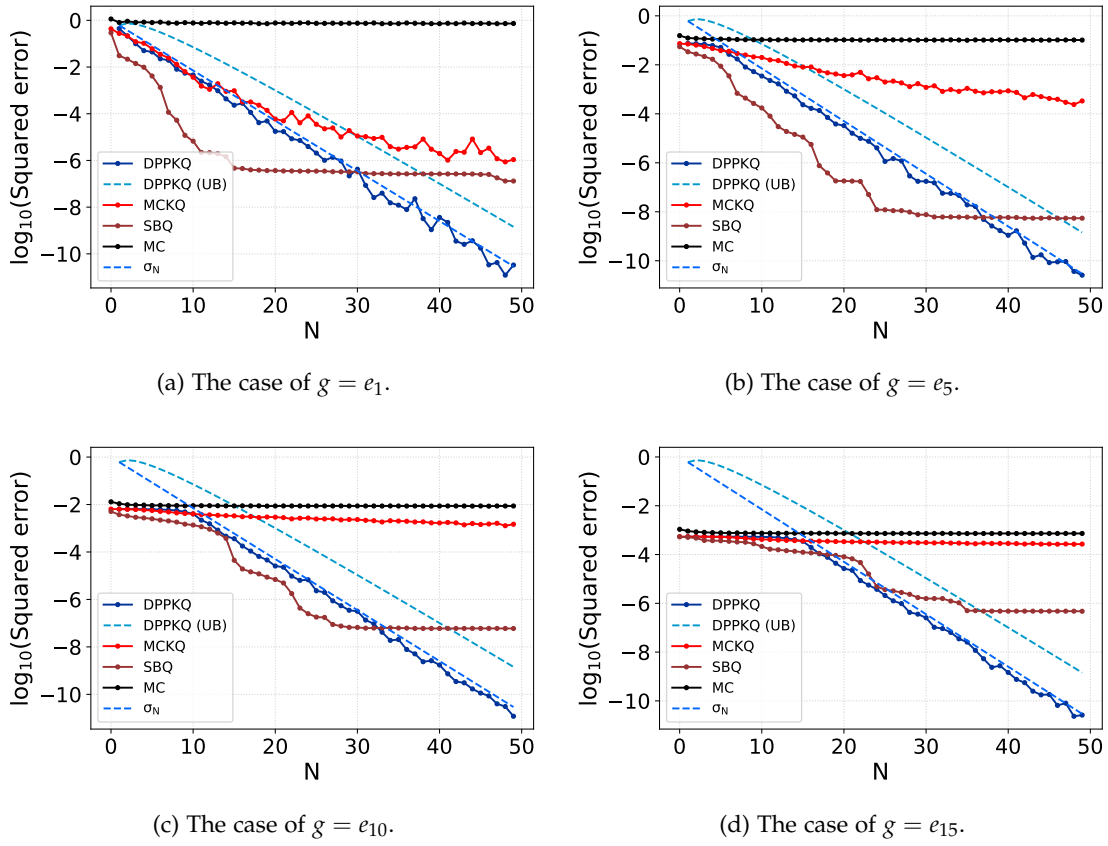 log₁₀(Squared error)
0
−2
−4
−6
−8
−10
DPPKQ
DPPKQ (UB)
MCKQ
SBQ
MC
σ_N
0 10 20 30 40 50
N
(a) The case of g = e₁.
log₁₀(Squared error)
0
−2
−4
−6
−8
−10
DPPKQ
DPPKQ (UB)
MCKQ
SBQ
MC
σ_N
0 10 20 30 40 50
N
(b) The case of g = e₅.
log₁₀(Squared error)
0
−2
−4
−6
−8
−10
DPPKQ
DPPKQ (UB)
MCKQ
SBQ
MC
σ_N
0 10 20 30 40 50
N
(c) The case of g = e₁₀.
log₁₀(Squared error)
0
−2
−4
−6
−8
−10
DPPKQ
DPPKQ (UB)
MCKQ
SBQ
MC
σ_N
0 10 20 30 40 50
N
(d) The case of g = e₁₅.